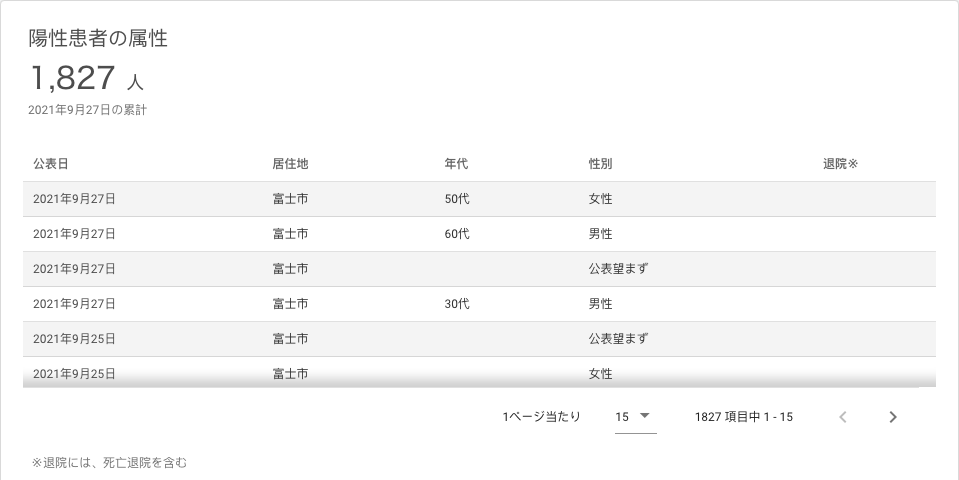 陽性患者の属性
1,827 人
2021年9月27日の累計
公表日 居住地 年代 性別 退院※
2021年9月27日 富士市 50代 女性
2021年9月27日 富士市 60代 男性
2021年9月27日 富士市 公表望まず
2021年9月27日 富士市 30代 男性
2021年9月25日 富士市 公表望まず
2021年9月25日 富士市 女性
1ページ当たり 15 1827 項目中 1 - 15
※退院には、死亡退院を含む